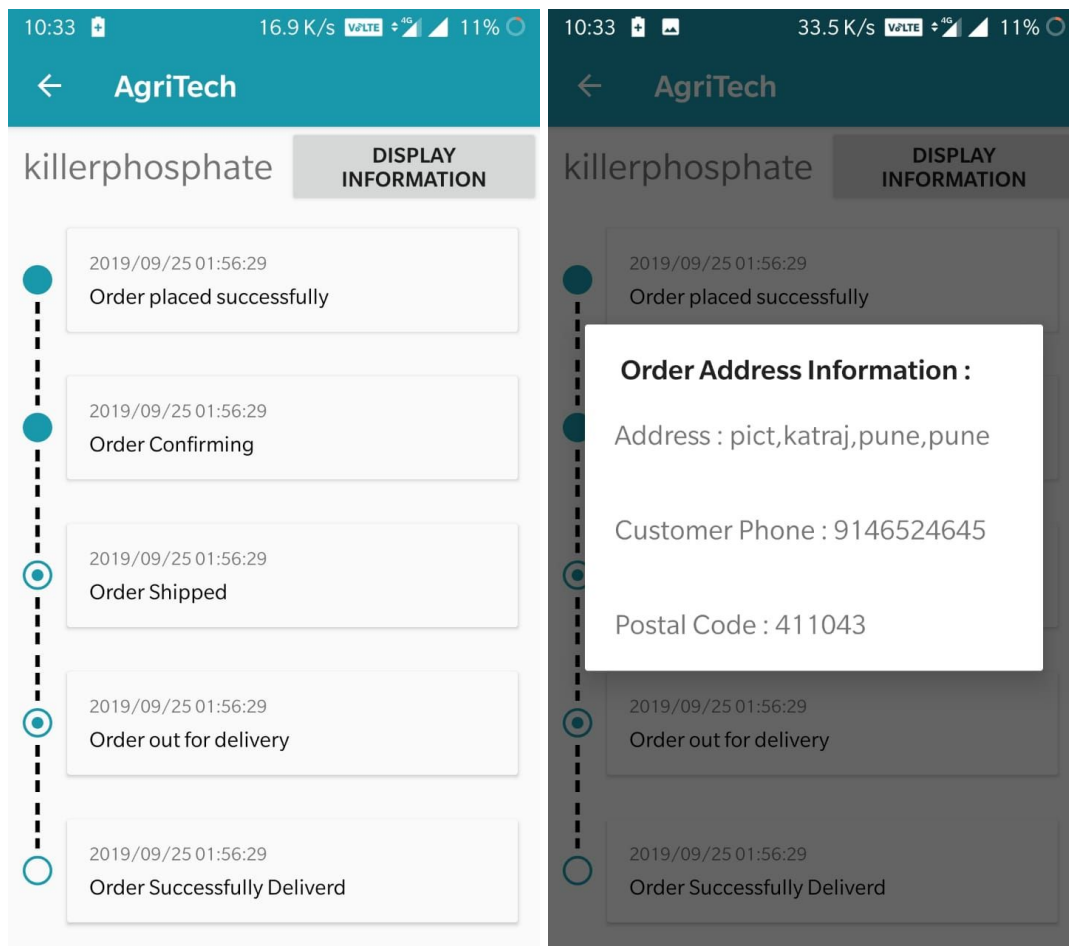 10:33 16.9 K/s VoLTE 4G 11%
AgriTech
killerphosphate
DISPLAY
INFORMATION
2019/09/25 01:56:29
Order placed successfully
2019/09/25 01:56:29
Order Confirming
2019/09/25 01:56:29
Order Shipped
2019/09/25 01:56:29
Order out for delivery
2019/09/25 01:56:29
Order Successfully Deliverd
10:33 33.5 K/s VoLTE 4G 11%
AgriTech
killerphosphate
DISPLAY
INFORMATION
2019/09/25 01:56:29
Order placed successfully
Order Address Information :
Address : pict,katraj,pune,pune
Customer Phone : 9146524645
Postal Code : 411043
2019/09/25 01:56:29
Order out for delivery
2019/09/25 01:56:29
Order Successfully Deliverd